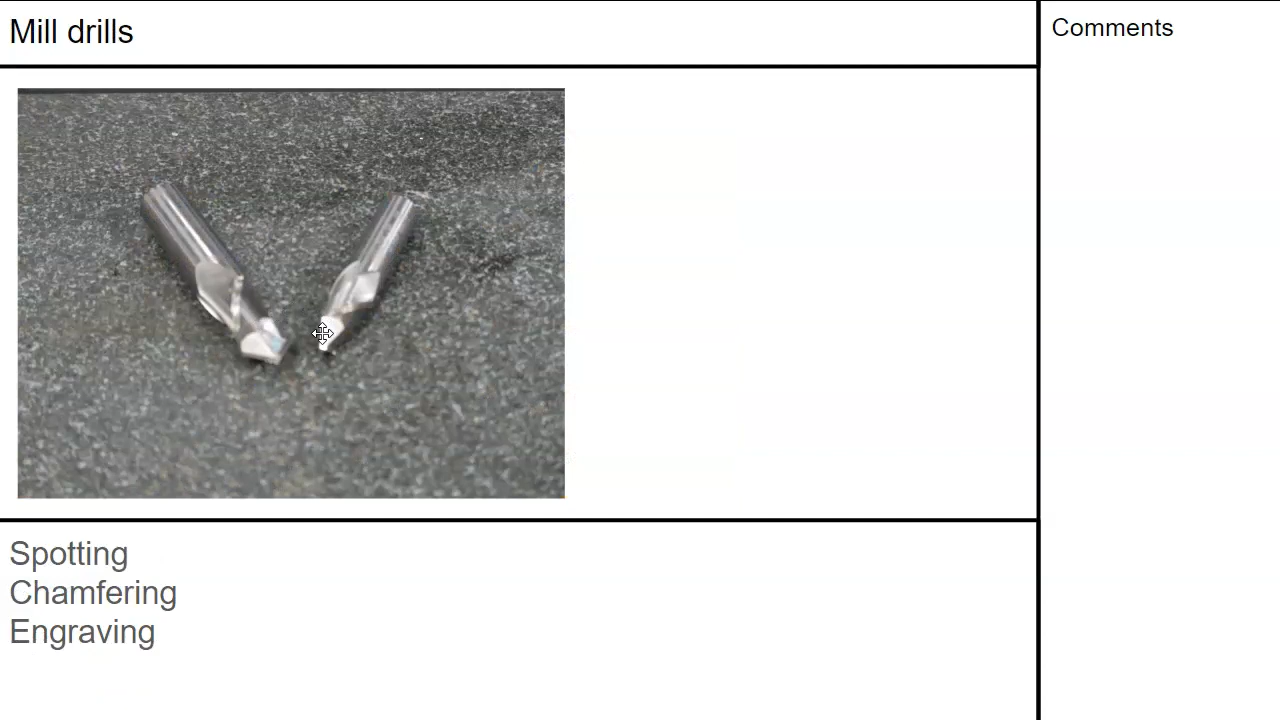 Mill drills
Comments
Spotting
Chamfering
Engraving